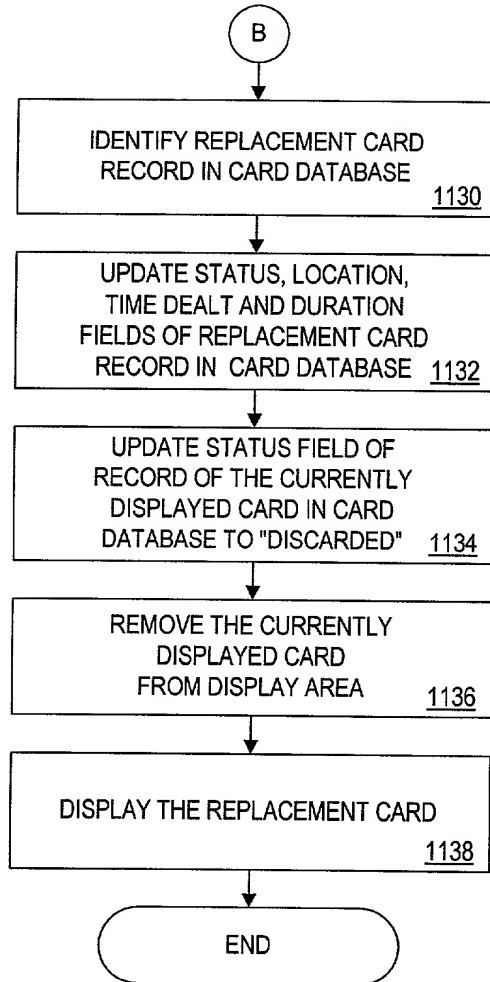 B
IDENTIFY REPLACEMENT CARD
RECORD IN CARD DATABASE
1130
UPDATE STATUS, LOCATION,
TIME DEALT AND DURATION
FIELDS OF REPLACEMENT CARD
RECORD IN CARD DATABASE
1132
UPDATE STATUS FIELD OF
RECORD OF THE CURRENTLY
DISPLAYED CARD IN CARD
DATABASE TO "DISCARDED"
1134
REMOVE THE CURRENTLY
DISPLAYED CARD
FROM DISPLAY AREA
1136
DISPLAY THE REPLACEMENT CARD
1138
END